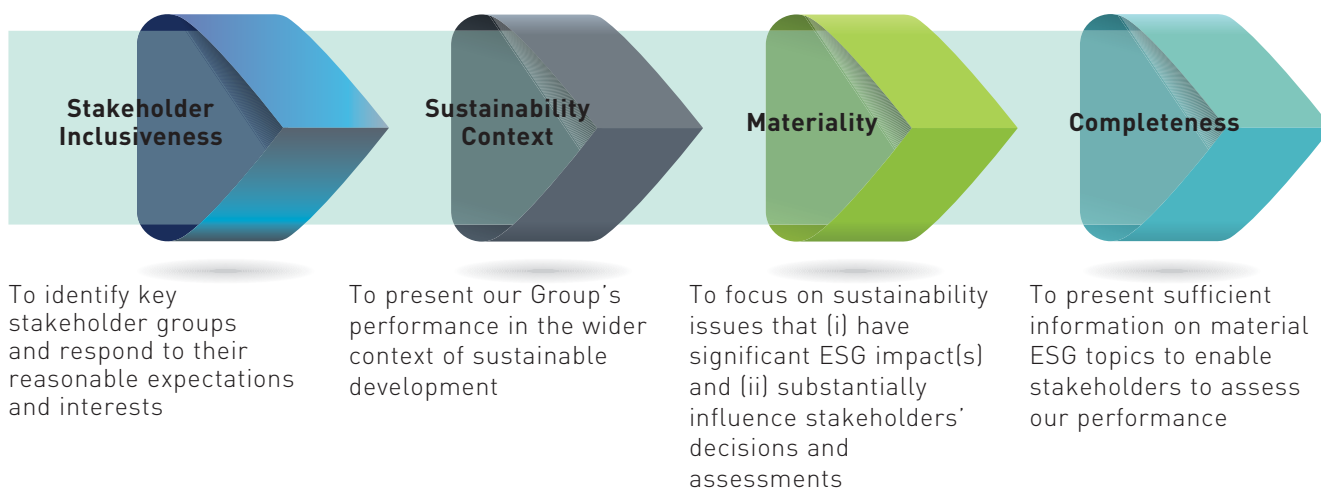 Stakeholder
Inclusiveness
To identify key
stakeholder groups
and respond to their
reasonable expectations
and interests
Sustainability
Context
To present our Group's
performance in the wider
context of sustainable
development
Materiality
To focus on sustainability
issues that (i) have
significant ESG impact(s)
and (ii) substantially
influence stakeholders'
decisions and
assessments
Completeness
To present sufficient
information on material
ESG topics to enable
stakeholders to assess
our performance